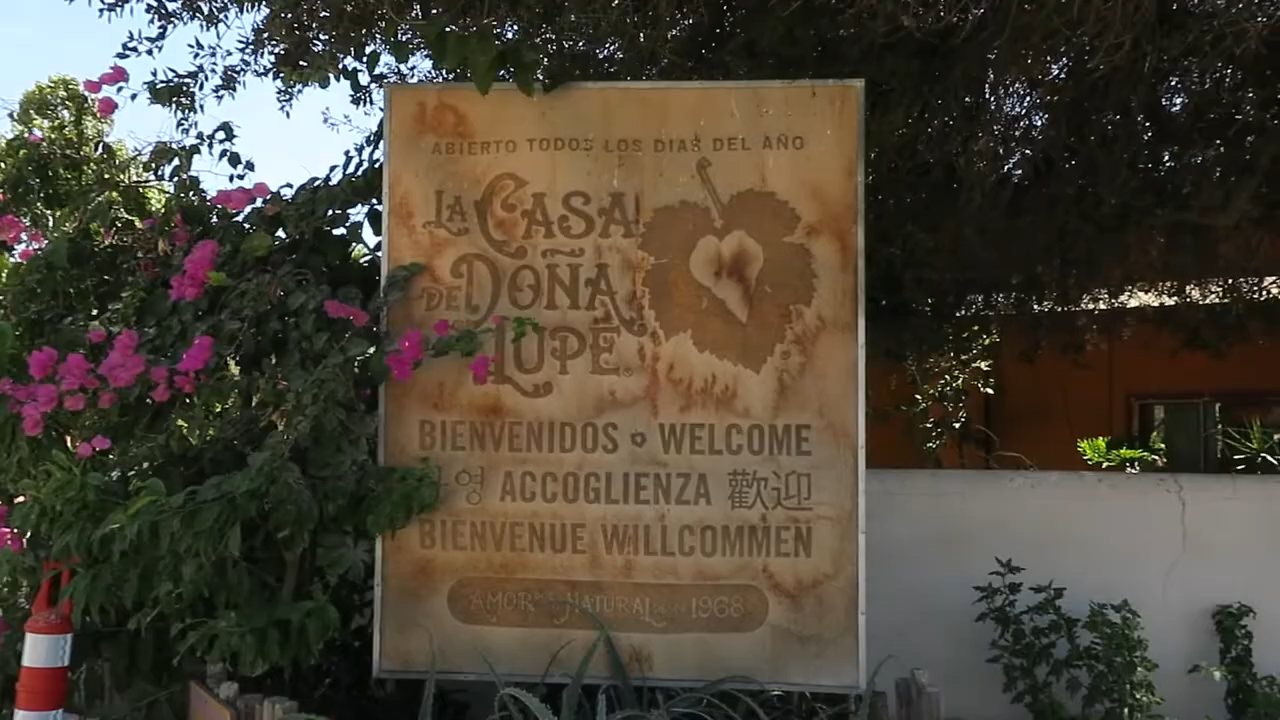 ABIERTO TODOS LOS DIAS DEL AÑO
LA CASA
DE DOÑA
LUPE.
BIENVENIDOS WELCOME
영 ACCOGLIENZA 歡迎
BIENVENUE WILLCOMMEN
AMOR NATURAL 1968